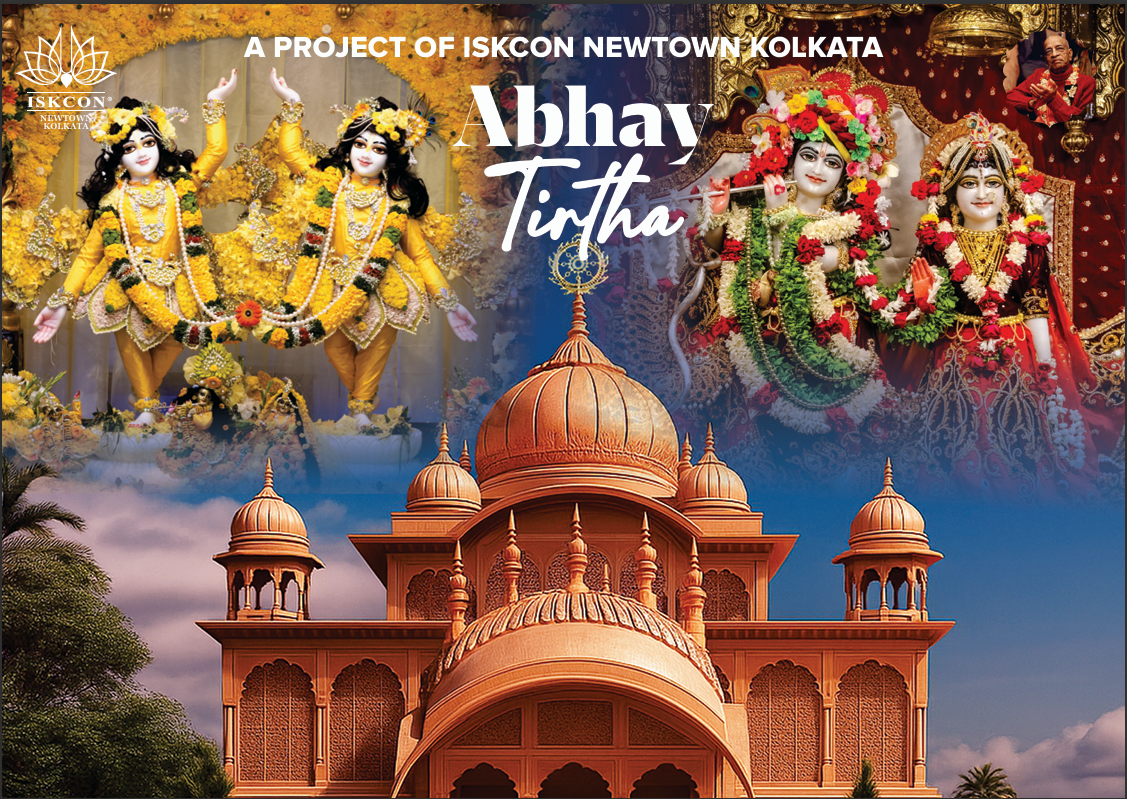 A PROJECT OF ISKCON NEWTOWN KOLKATA
ISKCON®
NEWTOWN
KOLKATA
Abhay
Tirtha